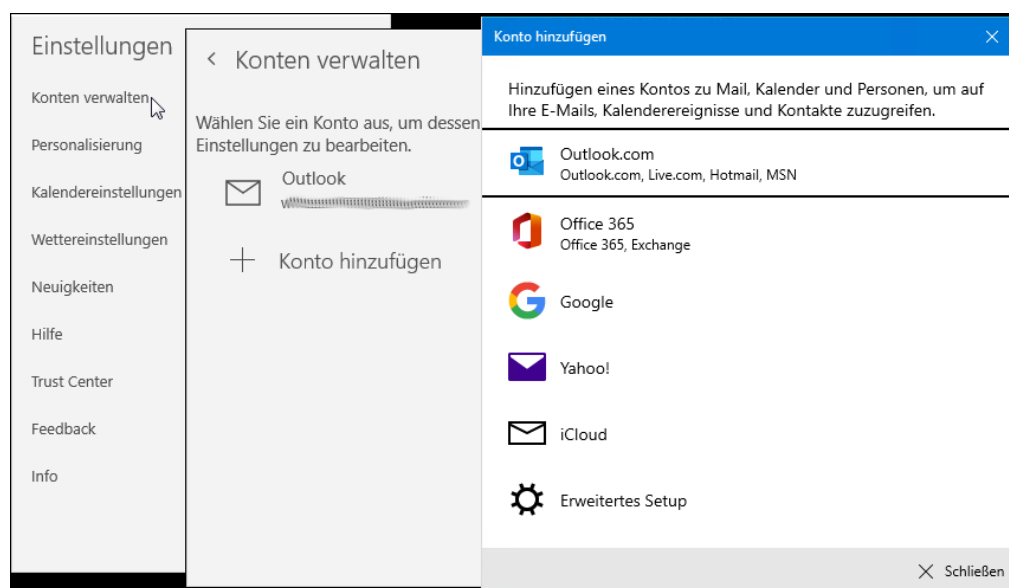 Einstellungen
Konten verwalten
Personalisierung
Kalendereinstellungen
Wettereinstellungen
Neuigkeiten
Hilfe
Trust Center
Feedback
Info
Konten verwalten
Wählen Sie ein Konto aus, um dessen
Einstellungen zu bearbeiten.
Outlook
Konto hinzufügen
Konto hinzufügen
Hinzufügen eines Kontos zu Mail, Kalender und Personen, um auf
Ihre E-Mails, Kalenderereignisse und Kontakte zuzugreifen.
Outlook.com
Outlook.com, Live.com, Hotmail, MSN
Office 365
Office 365, Exchange
Google
Yahoo!
iCloud
Erweitertes Setup
Schließen